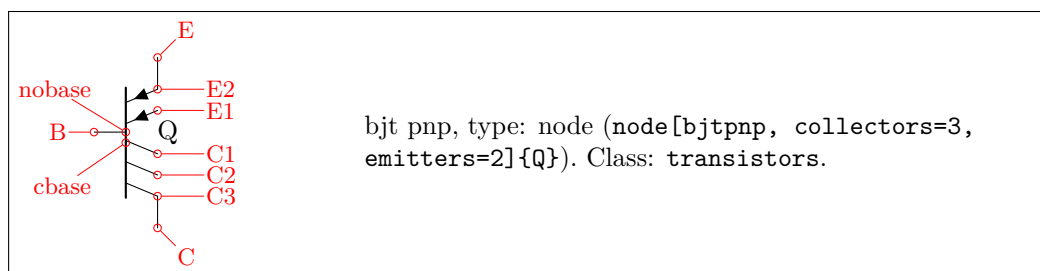 E
nobase
E2
E1
B
Q
C1
C2
cbase
C3
C
bjt pnp, type: node (node[bjtpnp, collectors=3,
emitters=2]{Q}). Class: transistors.